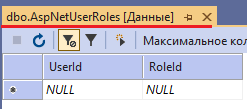 dbo.AspNetUserRoles [Данные]
Максимальное кол
UserId RoleId
NULL NULL